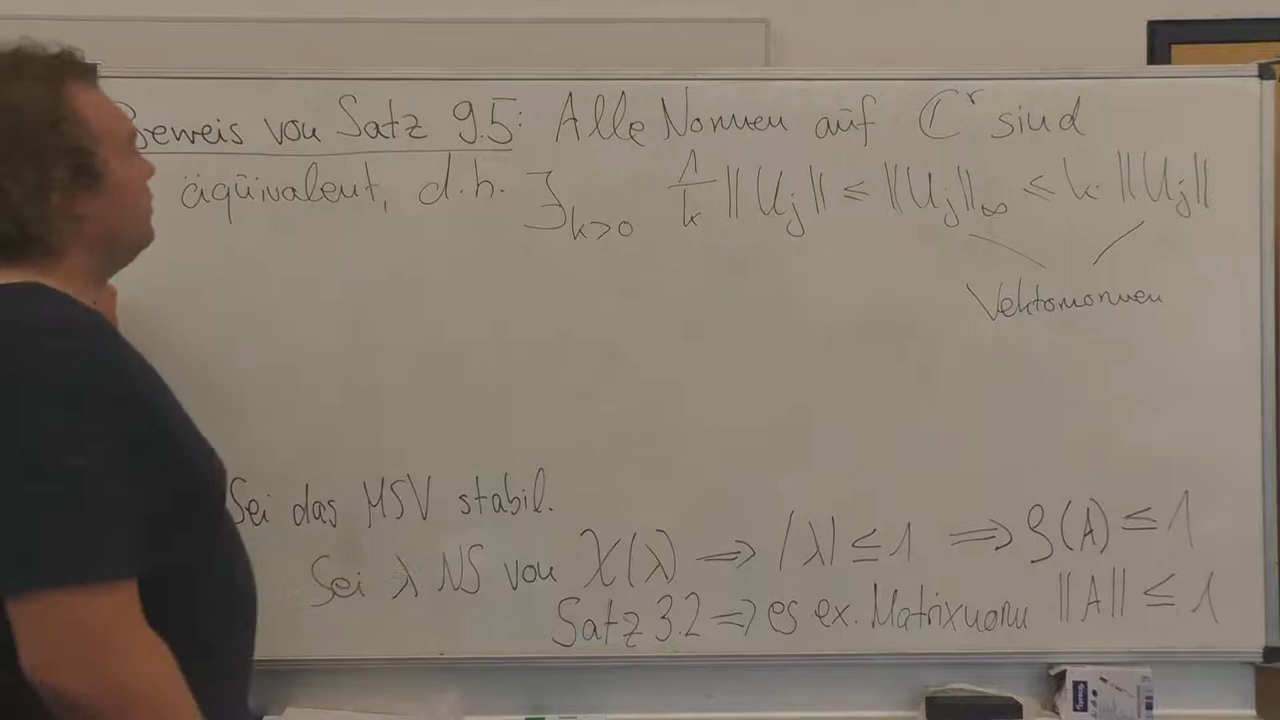 Beweis von Satz 9.5: Alle Normen auf ℂ^r sind
äquivalent, d.h. ∃_{k>0} 1/k ||U_j|| ≤ ||U_j||_∞ ≤ k · ||U_j||
Vektornormen
Sei das MSV stabil.
Sei λ NS von χ(λ) ⇒ |λ| ≤ 1 ⇒ ρ(A) ≤ 1
Satz 3.2 ⇒ es ex. Matrixnorm ||A|| ≤ 1